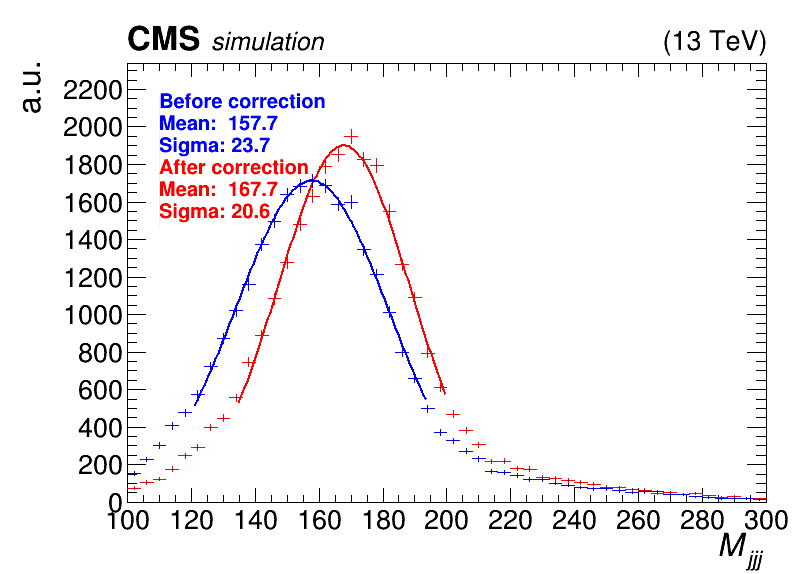 CMS simulation (13 TeV)
a.u.
2200
2000
1800
1600
1400
1200
1000
800
600
400
200
0
Before correction
Mean: 157.7
Sigma: 23.7
After correction
Mean: 167.7
Sigma: 20.6
100 120 140 160 180 200 220 240 260 280 300
M jjj